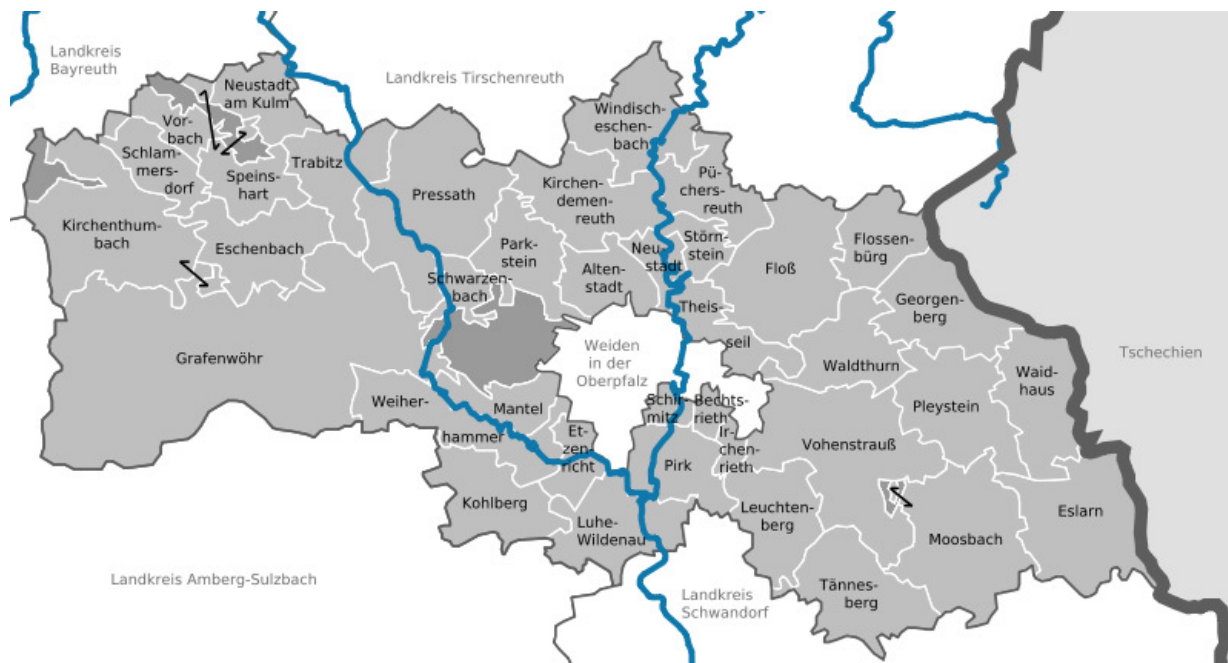 Landkreis
Bayreuth
Landkreis Tirschenreuth
Neustadt
am Kulm
Vor-
bach
Schlam-
mers-
dorf
Speins-
hart
Trabitz
Kirchenthum-
bach
Eschenbach
Grafenwöhr
Pressath
Park-
stein
Schwarzen-
bach
Windisch-
eschen-
bach
Kirchen-
demen-
reuth
Pü-
chers-
reuth
Störn-
stein
Neu-
stadt
Alten-
stadt
Theis-
seil
Floß
Flossen-
bürg
Georgen-
berg
Waldthurn
Waid-
haus
Pleystein
Tschechien
Weiden
in der
Oberpfalz
Weiher-
hammer
Mantel
Et-
zen-
richt
Schir-
mitz
Bechts-
rieth
Ir-
chen-
rieth
Pirk
Vohenstrauß
Kohlberg
Luhe-
Wildenau
Leuchten-
berg
Moosbach
Eslarn
Tännes-
berg
Landkreis Amberg-Sulzbach
Landkreis
Schwandorf